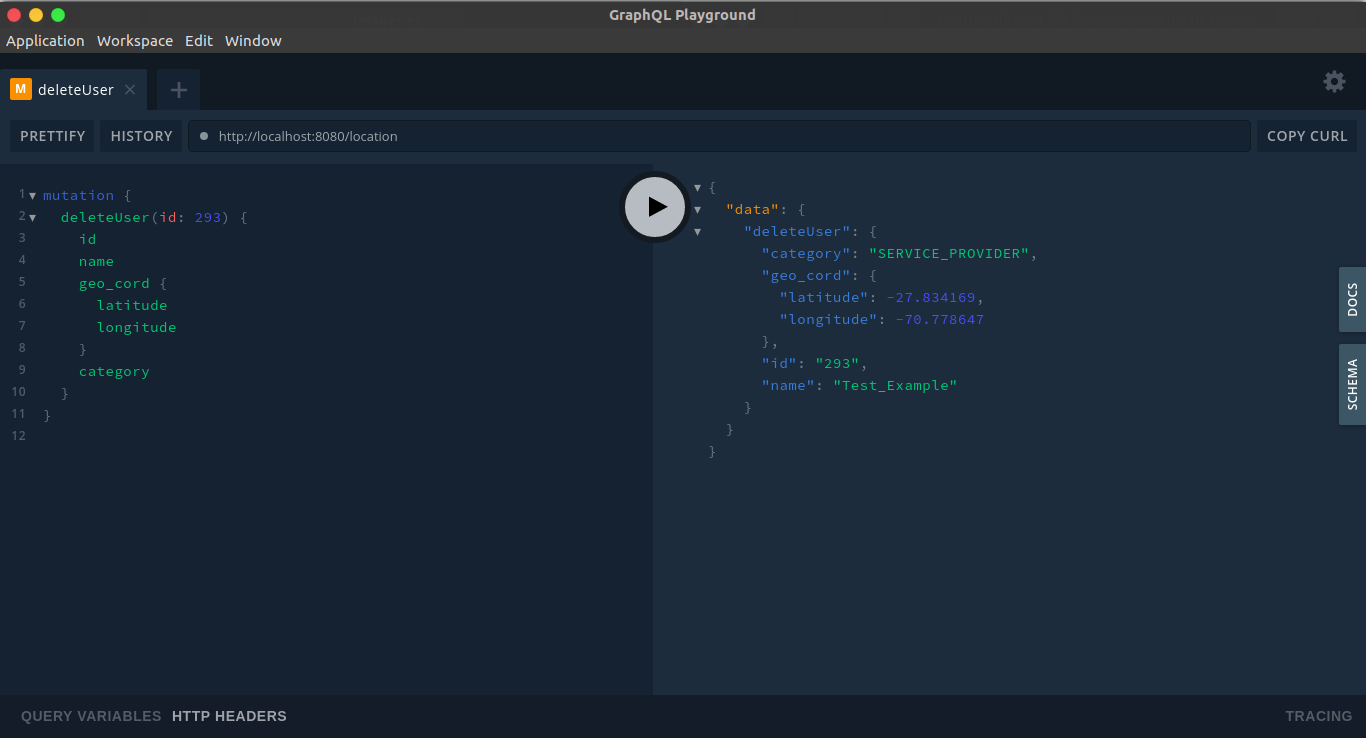 GraphQL Playground
Application Workspace Edit Window
M deleteUser × +
PRETTIFY HISTORY http://localhost:8080/location COPY CURL
1 mutation {
2 deleteUser(id: 293) {
3 id
4 name
5 geo_cord {
6 latitude
7 longitude
8 }
9 category
10 }
11 }
12
{
"data": {
"deleteUser": {
"category": "SERVICE_PROVIDER",
"geo_cord": {
"latitude": -27.834169,
"longitude": -70.778647
},
"id": "293",
"name": "Test_Example"
}
}
}
DOCS
SCHEMA
QUERY VARIABLES HTTP HEADERS TRACING